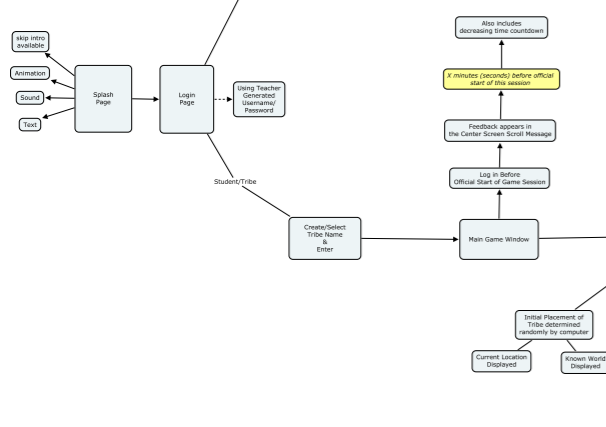 skip intro
available
Animation
Sound
Text
Splash
Page
Login
Page
Using Teacher
Generated
Username/
Password
Student/Tribe
Create/Select
Tribe Name
&
Enter
Also includes
decreasing time countdown
X minutes (seconds) before official
start of this session
Feedback appears in
the Center Screen Scroll Message
Log in Before
Official Start of Game Session
Main Game Window
Initial Placement of
Tribe determined
randomly by computer
Current Location
Displayed
Known World
Displayed